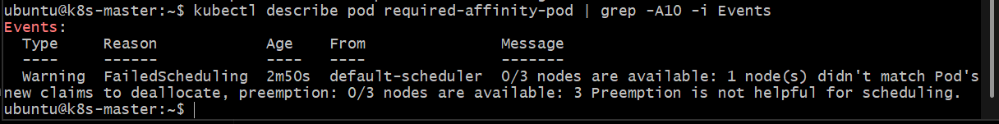 ubuntu@k8s-master:~$ kubectl describe pod required-affinity-pod | grep -A10 -i Events
Events:
  Type     Reason            Age    From               Message
  ----     ------            ----   ----               -------
  Warning  FailedScheduling  2m50s  default-scheduler  0/3 nodes are available: 1 node(s) didn't match Pod's
new claims to deallocate, preemption: 0/3 nodes are available: 3 Preemption is not helpful for scheduling.
ubuntu@k8s-master:~$